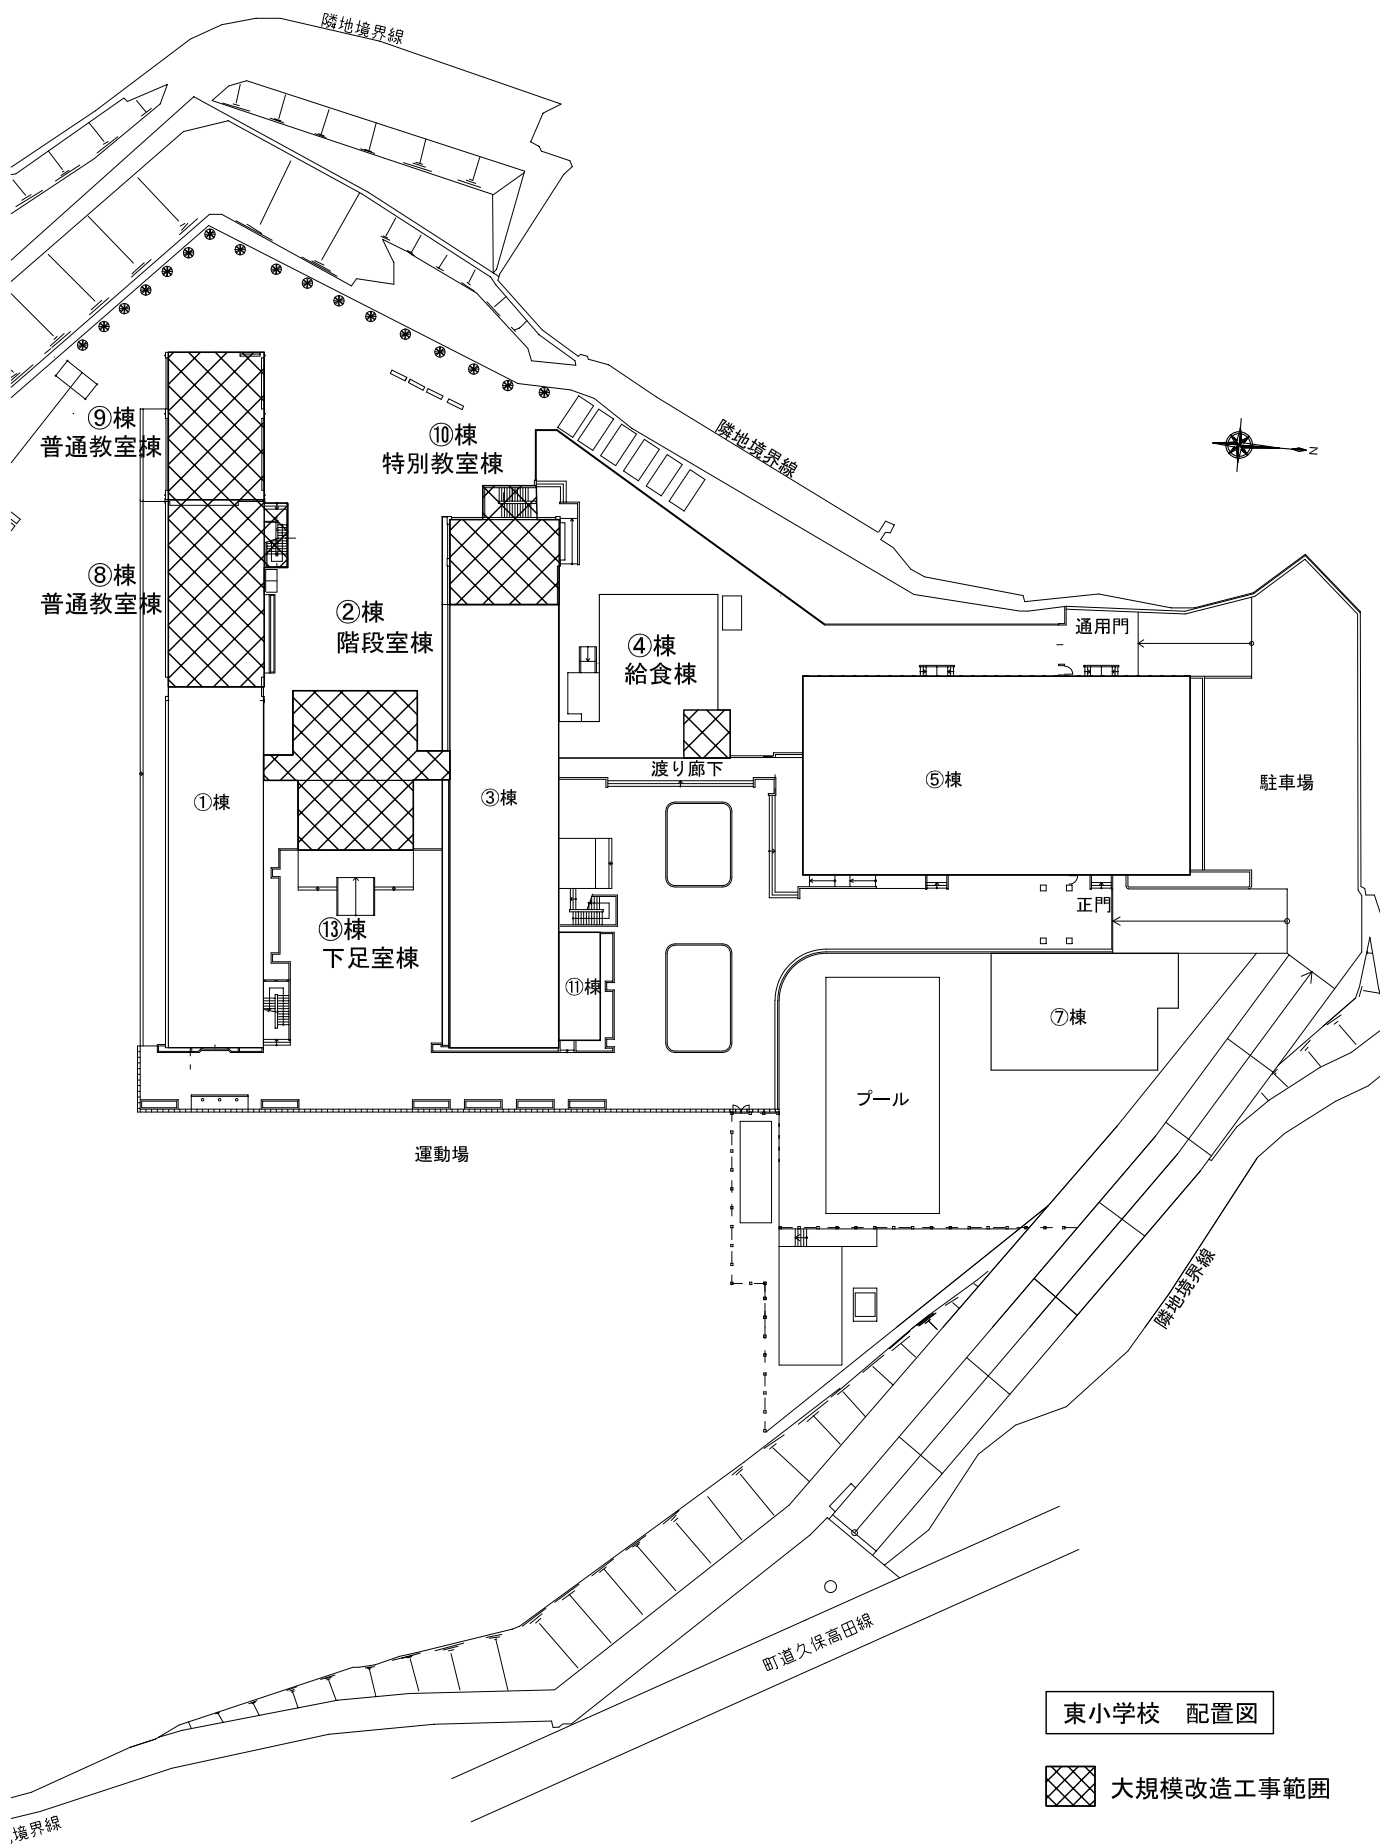 隣地境界線
⑨棟
普通教室棟
⑩棟
特別教室棟
隣地境界線
N
⑧棟
普通教室棟
②棟
階段室棟
④棟
給食棟
通用門
渡り廊下
①棟
③棟
⑤棟
駐車場
正門
⑬棟
下足室棟
⑪棟
⑦棟
プール
運動場
隣地境界線
町道久保高田線
東小学校 配置図
大規模改造工事範囲
境界線